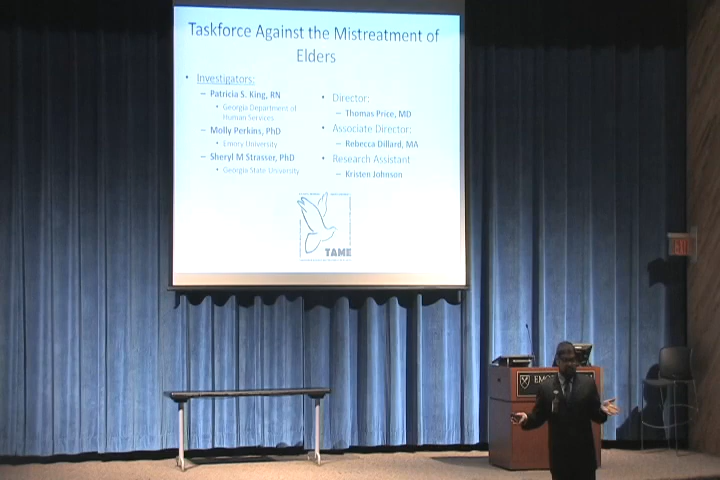 Taskforce Against the Mistreatment of
Elders
• Investigators:
– Patricia S. King, RN
• Georgia Department of
Human Services
– Molly Perkins, PhD
• Emory University
– Sheryl M Strasser, PhD
• Georgia State University
• Director:
– Thomas Price, MD
• Associate Director:
– Rebecca Dillard, MA
• Research Assistant
– Kristen Johnson
TAME
EXIT